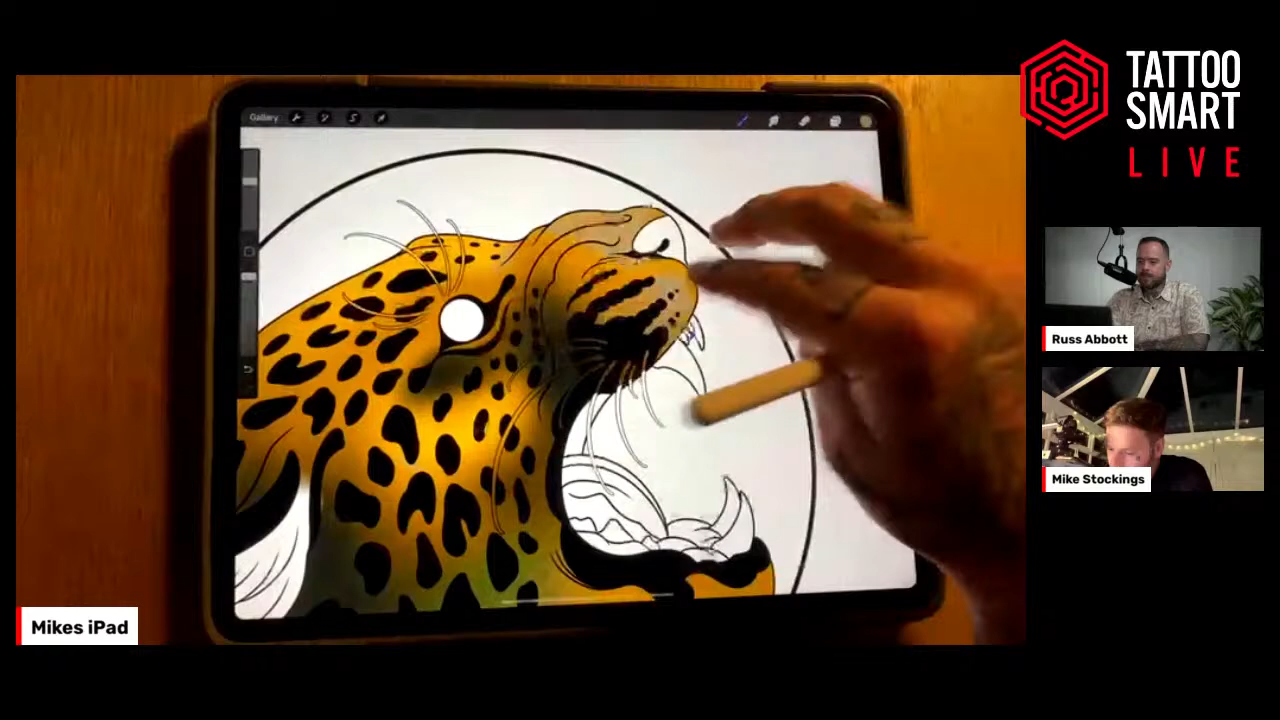 TATTOO
SMART
LIVE
Gallery
Russ Abbott
Mike Stockings
Mikes iPad